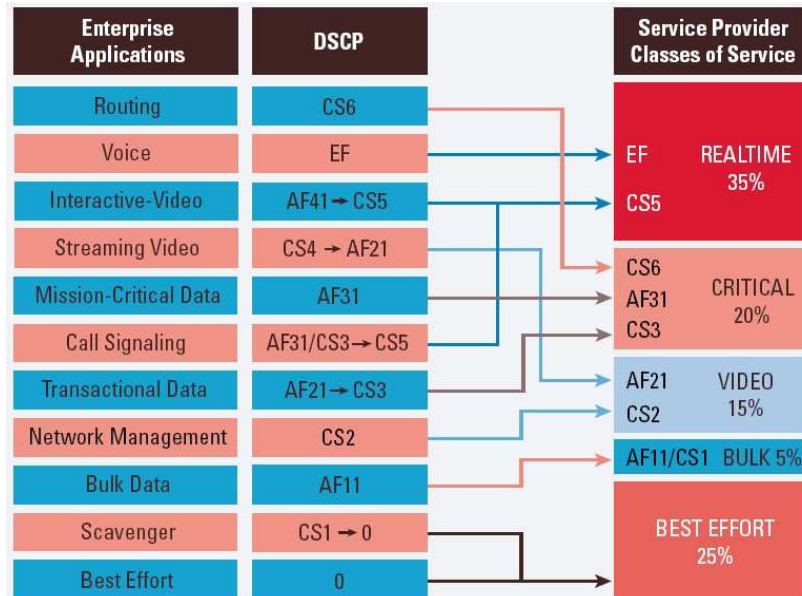 Enterprise
Applications
DSCP
Service Provider
Classes of Service
Routing
CS6
Voice
EF
Interactive-Video
AF41 → CS5
Streaming Video
CS4 → AF21
Mission-Critical Data
AF31
Call Signaling
AF31/CS3 → CS5
Transactional Data
AF21 → CS3
Network Management
CS2
Bulk Data
AF11
Scavenger
CS1 → 0
Best Effort
0
EF
REALTIME
35%
CS5
CS6
AF31
CRITICAL
20%
CS3
AF21
VIDEO
15%
CS2
AF11/CS1 BULK 5%
BEST EFFORT
25%